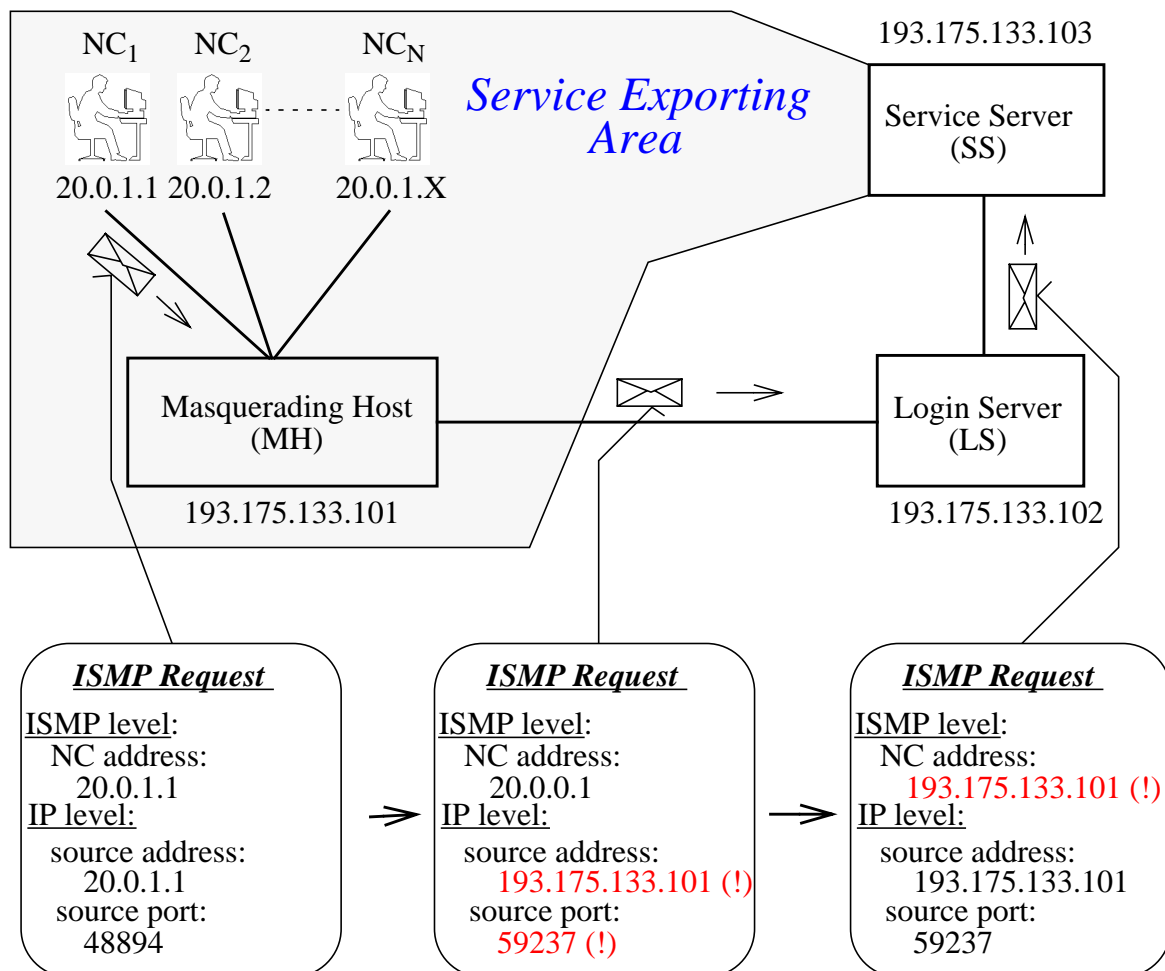 NC1
NC2
NCN
20.0.1.1
20.0.1.2
20.0.1.X
Service Exporting
Area
193.175.133.103
Service Server
(SS)
Masquerading Host
(MH)
193.175.133.101
Login Server
(LS)
193.175.133.102
ISMP Request
ISMP level:
NC address:
20.0.1.1
IP level:
source address:
20.0.1.1
source port:
48894
ISMP Request
ISMP level:
NC address:
20.0.0.1
IP level:
source address:
193.175.133.101 (!)
source port:
59237 (!)
ISMP Request
ISMP level:
NC address:
193.175.133.101 (!)
IP level:
source address:
193.175.133.101
source port:
59237